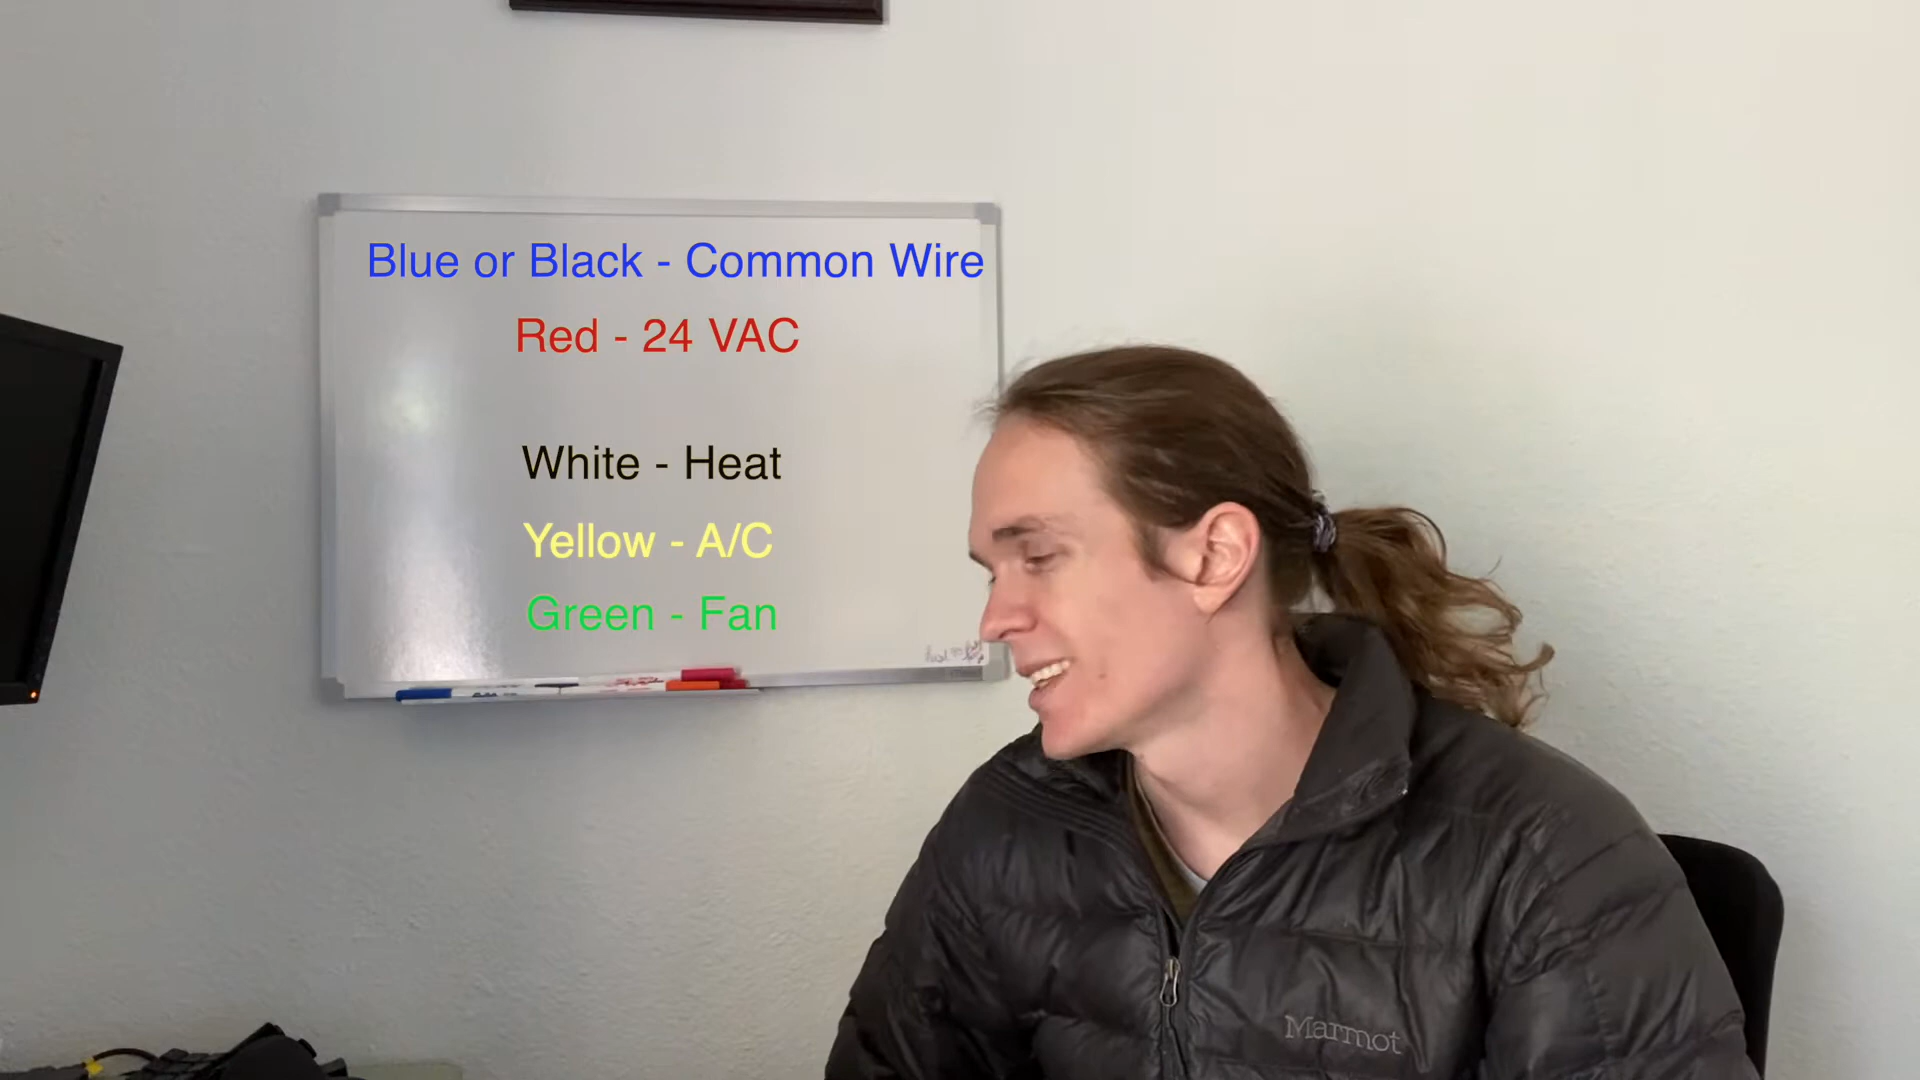 Blue or Black - Common Wire
Red - 24 VAC
White - Heat
Yellow - A/C
Green - Fan
Marmot